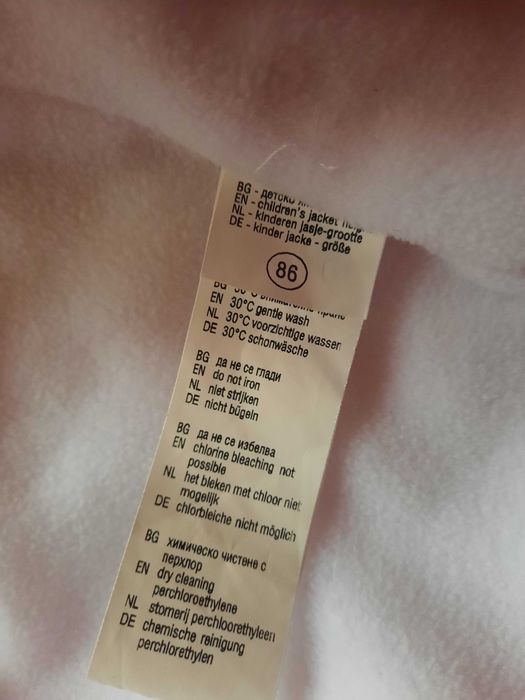 BG - детско
EN - children's jacket
NL - kinderen jasje-grootte
DE - kinder jacke - größe
86
BG 30°C
EN 30°C gentle wash
NL 30°C voorzichtige wassen
DE 30°C schonwäsche
BG да не се глади
EN do not iron
NL niet strijken
DE nicht bügeln
BG да не се избелва
EN chlorine bleaching not
possible
NL het bleken met chloor niet
mogelijk
DE chlorbleiche nicht möglich
BG химическо чистене с
перхлор
EN dry cleaning
perchloroethylene
NL stomerij perchloorethyleen
DE chemische reinigung
perchlorethylen